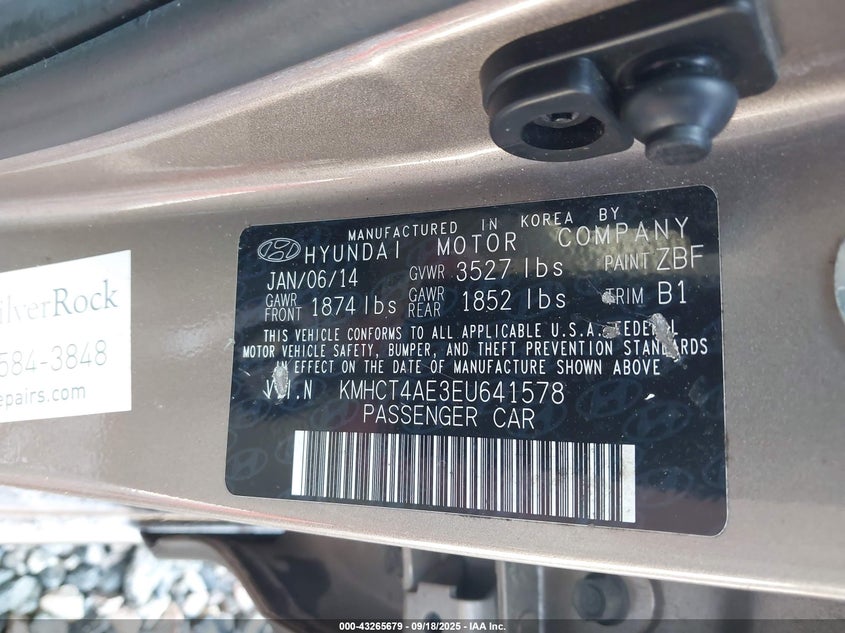 MANUFACTURED IN KOREA BY
HYUNDAI MOTOR COMPANY
JAN/06/14 GVWR 3527 lbs PAINT ZBF
GAWR FRONT 1874 lbs GAWR REAR 1852 lbs TRIM B1
THIS VEHICLE CONFORMS TO ALL APPLICABLE U.S.A. FEDERAL
MOTOR VEHICLE SAFETY, BUMPER, AND THEFT PREVENTION STANDARDS
IN EFFECT ON THE DATE OF MANUFACTURE SHOWN ABOVE
V.I.N KMHCT4AE3EU641578
PASSENGER CAR
ilverRock
584-3848
epairs.com
000-43265679 - 09/18/2025 - IAA Inc.